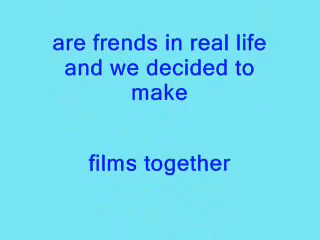 are frends in real life
and we decided to
make
films together